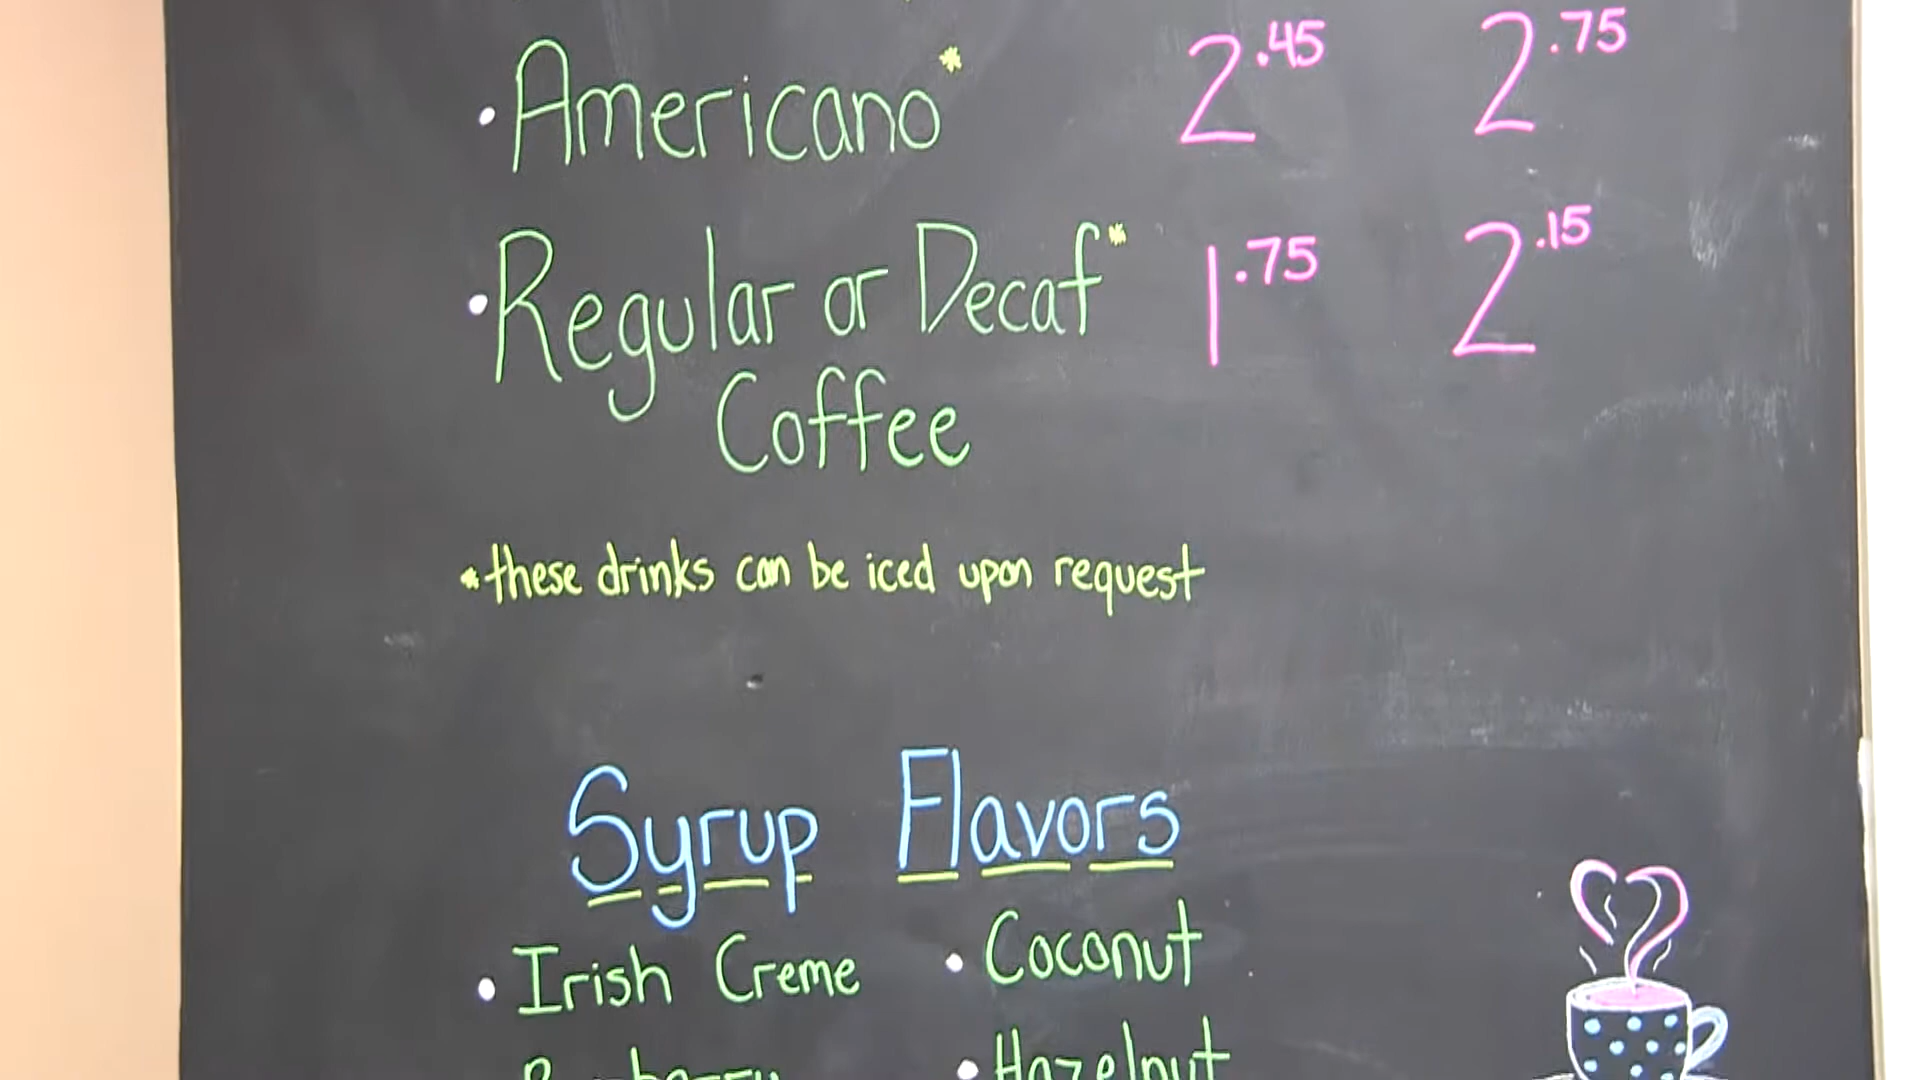 • Americano* 2.45 2.75
• Regular or Decaf* 1.75 2.15
Coffee
*these drinks can be iced upon request
Syrup Flavors
• Irish Creme • Coconut
• Hazelnut